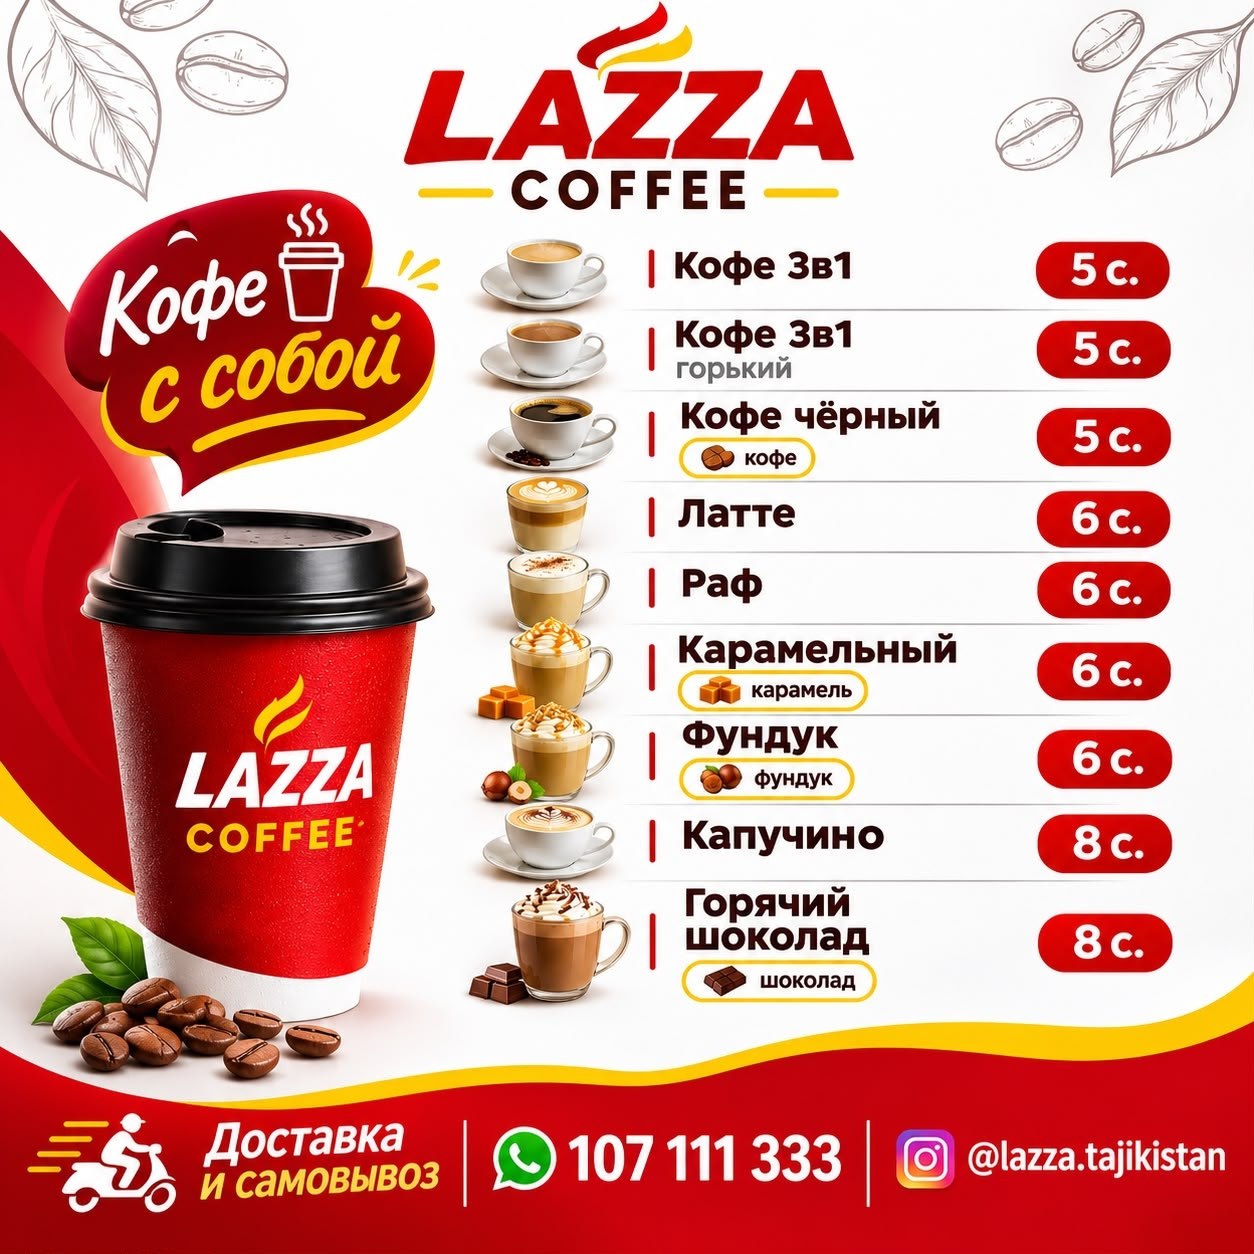 LAZZA
COFFEE
Кофе
с собой
Кофе 3в1
5 с.
Кофе 3в1
горький
5 с.
Кофе чёрный
кофе
5 с.
Латте
6 с.
Раф
6 с.
Карамельный
карамель
6 с.
Фундук
фундук
6 с.
Капучино
8 с.
Горячий
шоколад
шоколад
8 с.
LAZZA
COFFEE
Доставка
и самовывоз
107 111 333
@lazza.tajikistan